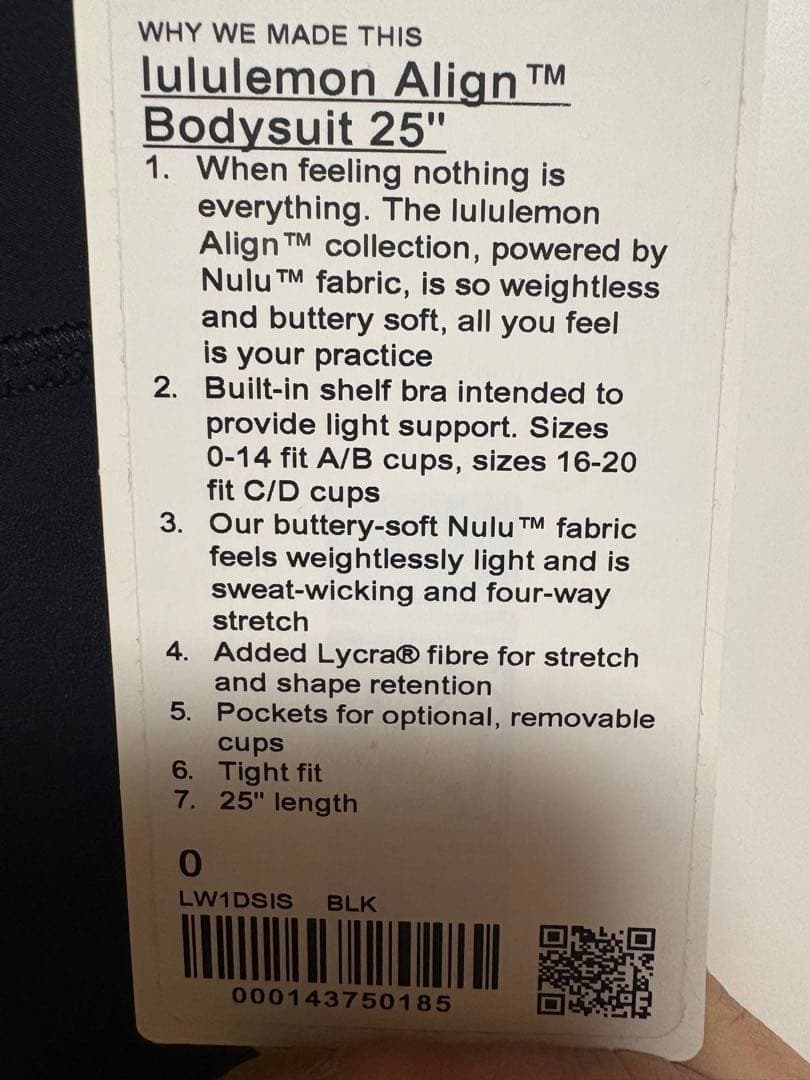 WHY WE MADE THIS
lululemon Align™
Bodysuit 25"
1. When feeling nothing is
everything. The lululemon
Align™ collection, powered by
Nulu™ fabric, is so weightless
and buttery soft, all you feel
is your practice
2. Built-in shelf bra intended to
provide light support. Sizes
0-14 fit A/B cups, sizes 16-20
fit C/D cups
3. Our buttery-soft Nulu™ fabric
feels weightlessly light and is
sweat-wicking and four-way
stretch
4. Added Lycra® fibre for stretch
and shape retention
5. Pockets for optional, removable
cups
6. Tight fit
7. 25" length
0
LW1DSIS BLK
000143750185